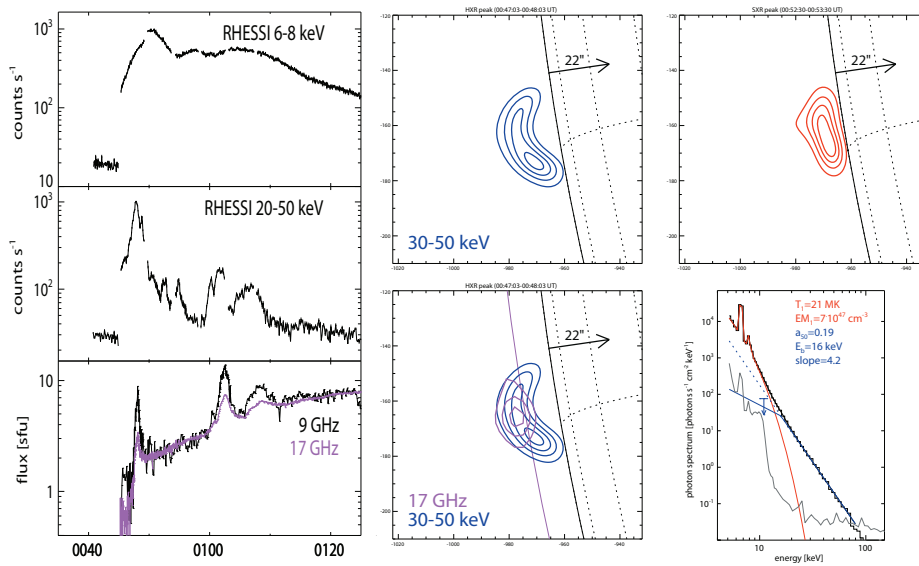 RHESSI 6-8 keV
counts s⁻¹
10³
10²
10
RHESSI 20-50 keV
counts s⁻¹
10³
10²
9 GHz
17 GHz
flux [sfu]
10
1
0040
0100
0120
HXR peak (00:47:03-00:48:03 UT)
22"
30-50 keV
-120
-140
-160
-180
-200
-1020
-1000
-980
-960
-940
SXR peak (00:52:30-00:53:30 UT)
22"
-120
-140
-160
-180
-200
-1020
-1000
-980
-960
-940
HXR peak (00:47:03-00:48:03 UT)
22"
17 GHz
30-50 keV
-120
-140
-160
-180
-200
-1020
-1000
-980
-960
-940
T₁=21 MK
EM₁=7·10⁴⁷ cm⁻³
a₅₀=0.19
E_b=16 keV
slope=4.2
photon spectrum [photons s⁻¹ cm⁻² keV⁻¹]
10⁴
10³
10²
10¹
10⁰
10⁻¹
10
100
energy [keV]